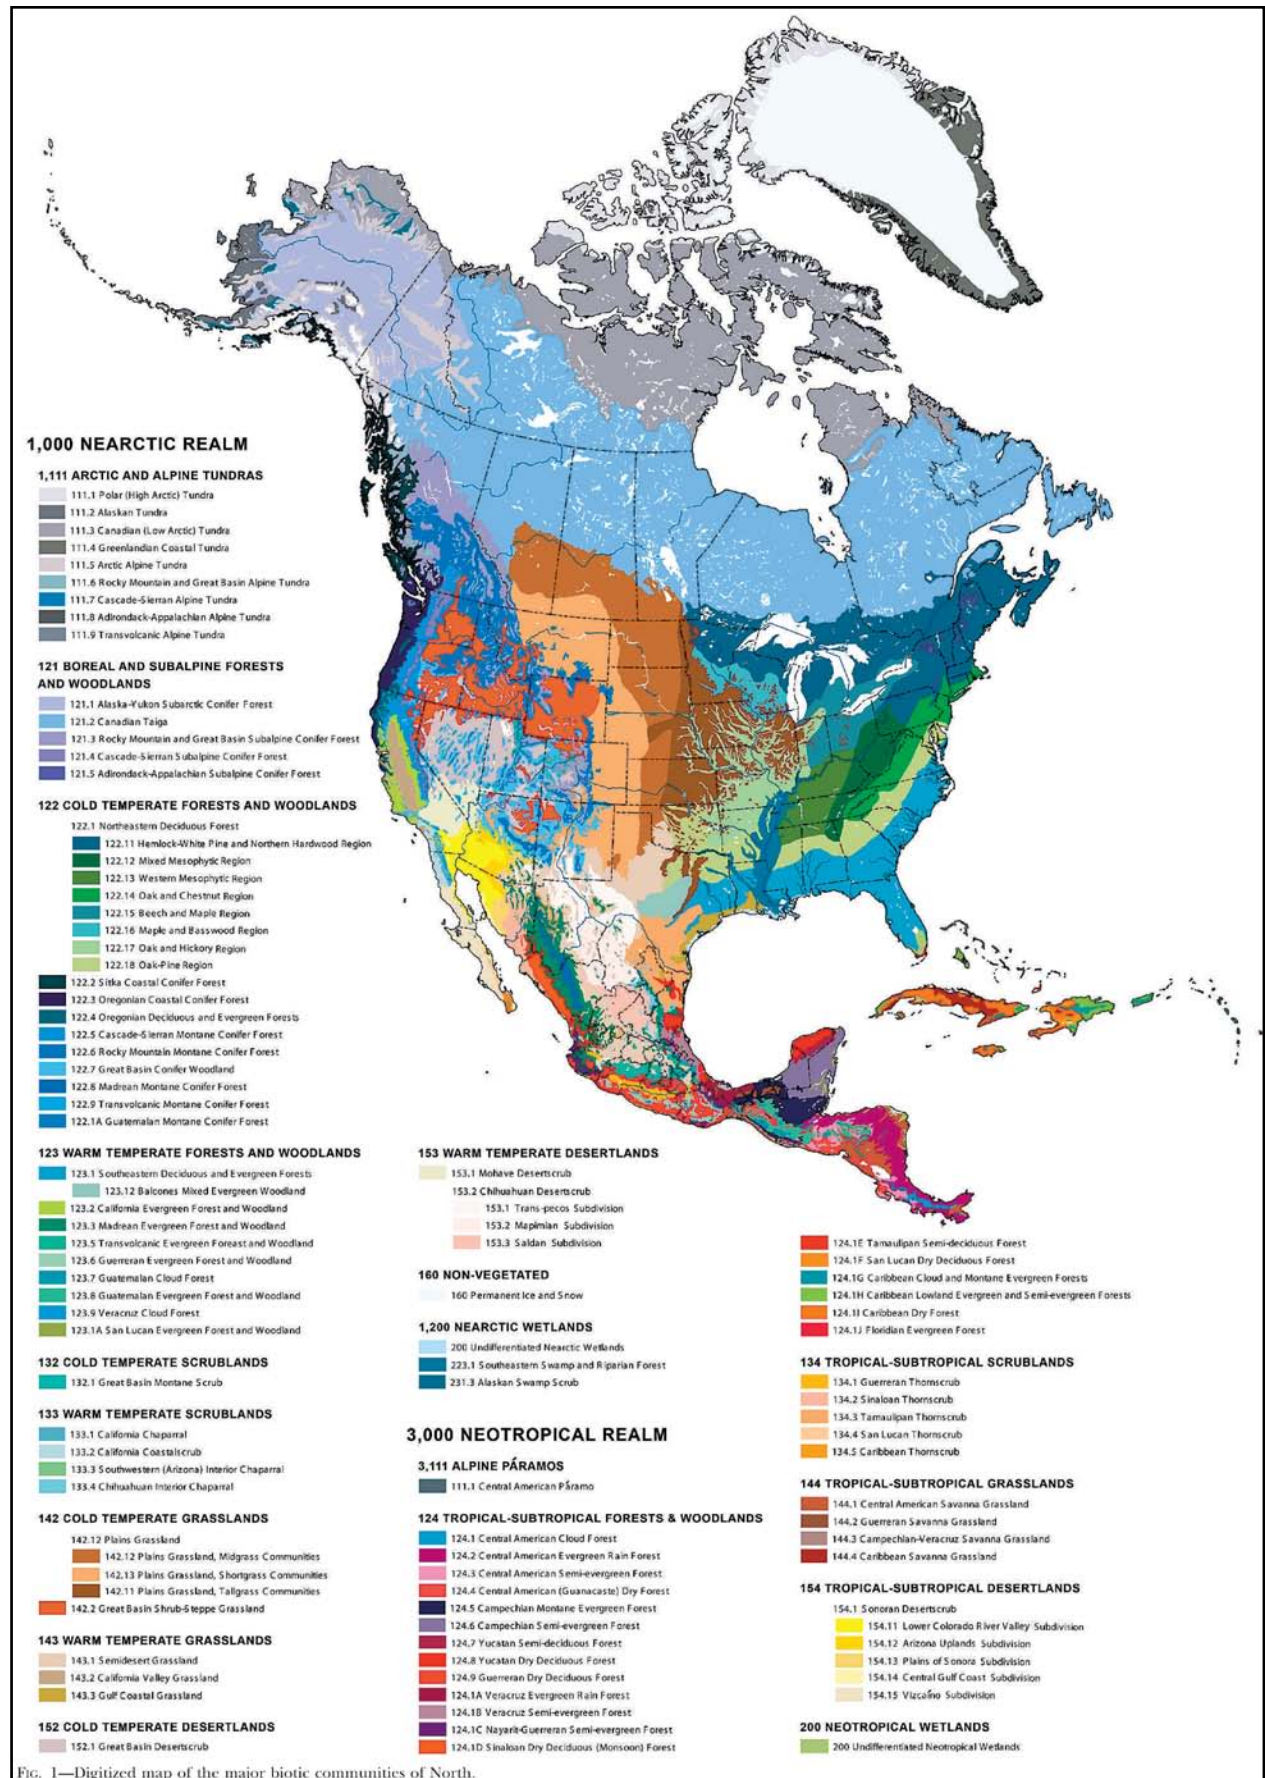 1,000 NEARCTIC REALM
1,111 ARCTIC AND ALPINE TUNDRAS
111.1 Polar (High Arctic) Tundra
111.2 Alaskan Tundra
111.3 Canadian (Low Arctic) Tundra
111.4 Greenlandian Coastal Tundra
111.5 Arctic Alpine Tundra
111.6 Rocky Mountain and Great Basin Alpine Tundra
111.7 Cascade-Sierran Alpine Tundra
111.8 Adirondack-Appalachian Alpine Tundra
111.9 Transvolcanic Alpine Tundra
121 BOREAL AND SUBALPINE FORESTS
AND WOODLANDS
121.1 Alaska-Yukon Subarctic Conifer Forest
121.2 Canadian Taiga
121.3 Rocky Mountain and Great Basin Subalpine Conifer Forest
121.4 Cascade-Sierran Subalpine Conifer Forest
121.5 Adirondack-Appalachian Subalpine Conifer Forest
122 COLD TEMPERATE FORESTS AND WOODLANDS
122.1 Northeastern Deciduous Forest
122.11 Hemlock-White Pine and Northern Hardwood Region
122.12 Mixed Mesophytic Region
122.13 Western Mesophytic Region
122.14 Oak and Chestnut Region
122.15 Beech and Maple Region
122.16 Maple and Basswood Region
122.17 Oak and Hickory Region
122.18 Oak-Pine Region
122.2 Sitka Coastal Conifer Forest
122.3 Oregonian Coastal Conifer Forest
122.4 Oregonian Deciduous and Evergreen Forests
122.5 Cascade-Sierran Montane Conifer Forest
122.6 Rocky Mountain Montane Conifer Forest
122.7 Great Basin Conifer Woodland
122.8 Madrean Montane Conifer Forest
122.9 Transvolcanic Montane Conifer Forest
122.1A Guatemalan Montane Conifer Forest
123 WARM TEMPERATE FORESTS AND WOODLANDS
123.1 Southeastern Deciduous and Evergreen Forests
123.12 Balcones Mixed Evergreen Woodland
123.2 California Evergreen Forest and Woodland
123.3 Madrean Evergreen Forest and Woodland
123.5 Transvolcanic Evergreen Foreast and Woodland
123.6 Guerreran Evergreen Forest and Woodland
123.7 Guatemalan Cloud Forest
123.8 Guatemalan Evergreen Forest and Woodland
123.9 Veracruz Cloud Forest
123.1A San Lucan Evergreen Forest and Woodland
132 COLD TEMPERATE SCRUBLANDS
132.1 Great Basin Montane Scrub
133 WARM TEMPERATE SCRUBLANDS
133.1 California Chaparral
133.2 California Coastalscrub
133.3 Southwestern (Arizona) Interior Chaparral
133.4 Chihuahuan Interior Chaparral
142 COLD TEMPERATE GRASSLANDS
142.12 Plains Grassland
142.12 Plains Grassland, Midgrass Communities
142.13 Plains Grassland, Shortgrass Communities
142.11 Plains Grassland, Tallgrass Communities
142.2 Great Basin Shrub-Steppe Grassland
143 WARM TEMPERATE GRASSLANDS
143.1 Semidesert Grassland
143.2 California Valley Grassland
143.3 Gulf Coastal Grassland
152 COLD TEMPERATE DESERTLANDS
152.1 Great Basin Desertscrub
153 WARM TEMPERATE DESERTLANDS
153.1 Mohave Desertscrub
153.2 Chihuahuan Desertscrub
153.1 Trans-pecos Subdivision
153.2 Mapimian Subdivision
153.3 Saldan Subdivision
160 NON-VEGETATED
160 Permanent Ice and Snow
1,200 NEARCTIC WETLANDS
200 Undifferentiated Nearctic Wetlands
223.1 Southeastern Swamp and Riparian Forest
231.3 Alaskan Swamp Scrub
3,000 NEOTROPICAL REALM
3,111 ALPINE PÁRAMOS
111.1 Central American Páramo
124 TROPICAL-SUBTROPICAL FORESTS & WOODLANDS
124.1 Central American Cloud Forest
124.2 Central American Evergreen Rain Forest
124.3 Central American Semi-evergreen Forest
124.4 Central American (Guanacaste) Dry Forest
124.5 Campechian Montane Evergreen Forest
124.6 Campechian Semi-evergreen Forest
124.7 Yucatan Semi-deciduous Forest
124.8 Yucatan Dry Deciduous Forest
124.9 Guerreran Dry Deciduous Forest
124.1A Veracruz Evergreen Rain Forest
124.1B Veracruz Semi-evergreen Forest
124.1C Nayarit-Guerreran Semi-evergreen Forest
124.1D Sinaloan Dry Deciduous (Monsoon) Forest
124.1E Tamaulipan Semi-deciduous Forest
124.1F San Lucan Dry Deciduous Forest
124.1G Caribbean Cloud and Montane Evergreen Forests
124.1H Caribbean Lowland Evergreen and Semi-evergreen Forests
124.1I Caribbean Dry Forest
124.1J Floridian Evergreen Forest
134 TROPICAL-SUBTROPICAL SCRUBLANDS
134.1 Guerreran Thornscrub
134.2 Sinaloan Thornscrub
134.3 Tamaulipan Thornscrub
134.4 San Lucan Thornscrub
134.5 Caribbean Thornscrub
144 TROPICAL-SUBTROPICAL GRASSLANDS
144.1 Central American Savanna Grassland
144.2 Guerreran Savanna Grassland
144.3 Campechian-Veracruz Savanna Grassland
144.4 Caribbean Savanna Grassland
154 TROPICAL-SUBTROPICAL DESERTLANDS
154.1 Sonoran Desertscrub
154.11 Lower Colorado River Valley Subdivision
154.12 Arizona Uplands Subdivision
154.13 Plains of Sonora Subdivision
154.14 Central Gulf Coast Subdivision
154.15 Vizcaíno Subdivision
200 NEOTROPICAL WETLANDS
200 Undifferentiated Neotropical Wetlands
FIG. 1—Digitized map of the major biotic communities of North.